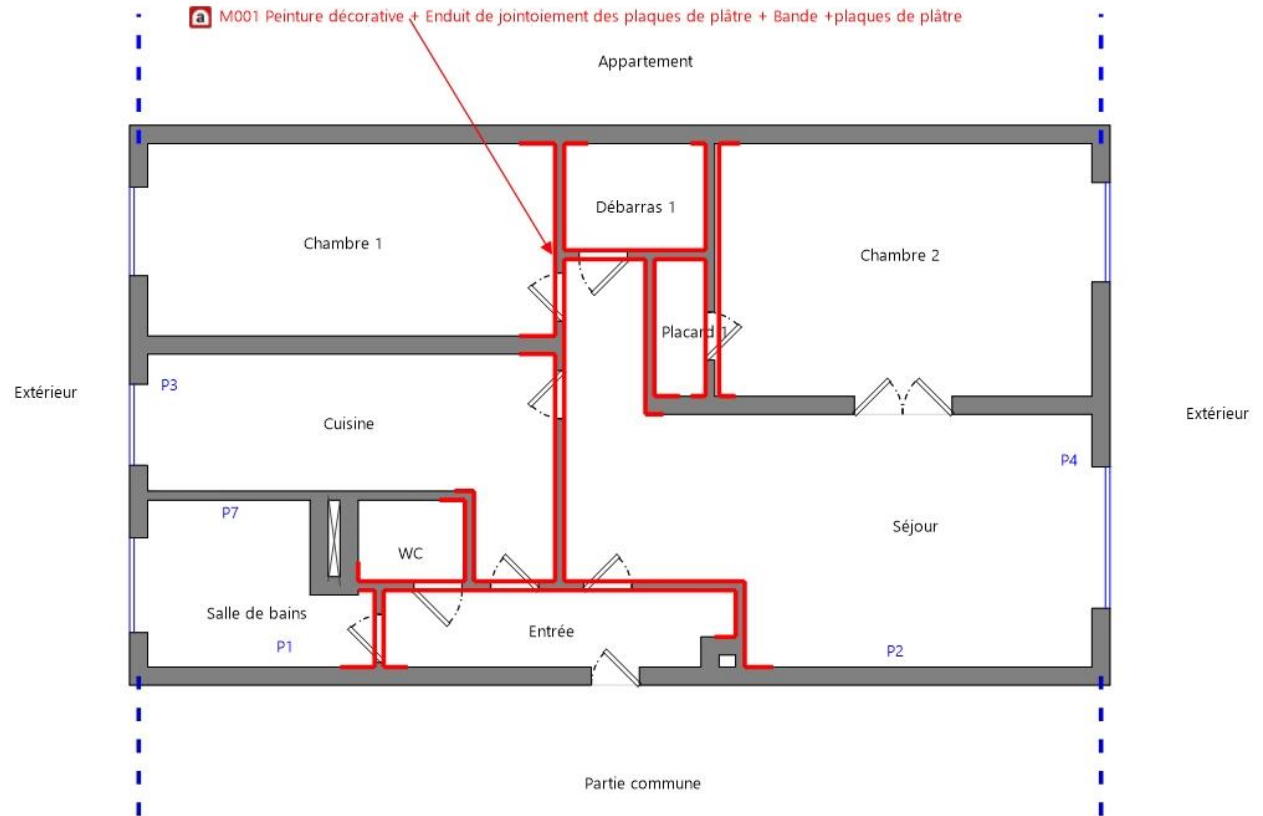 a M001 Peinture décorative + Enduit de jointoiement des plaques de plâtre + Bande +plaques de plâtre
Appartement
Débarras 1
Chambre 1
Chambre 2
Placard 1
Extérieur
P3
Extérieur
Cuisine
P4
P7
Séjour
WC
Salle de bains
Entrée
P1
P2
Partie commune